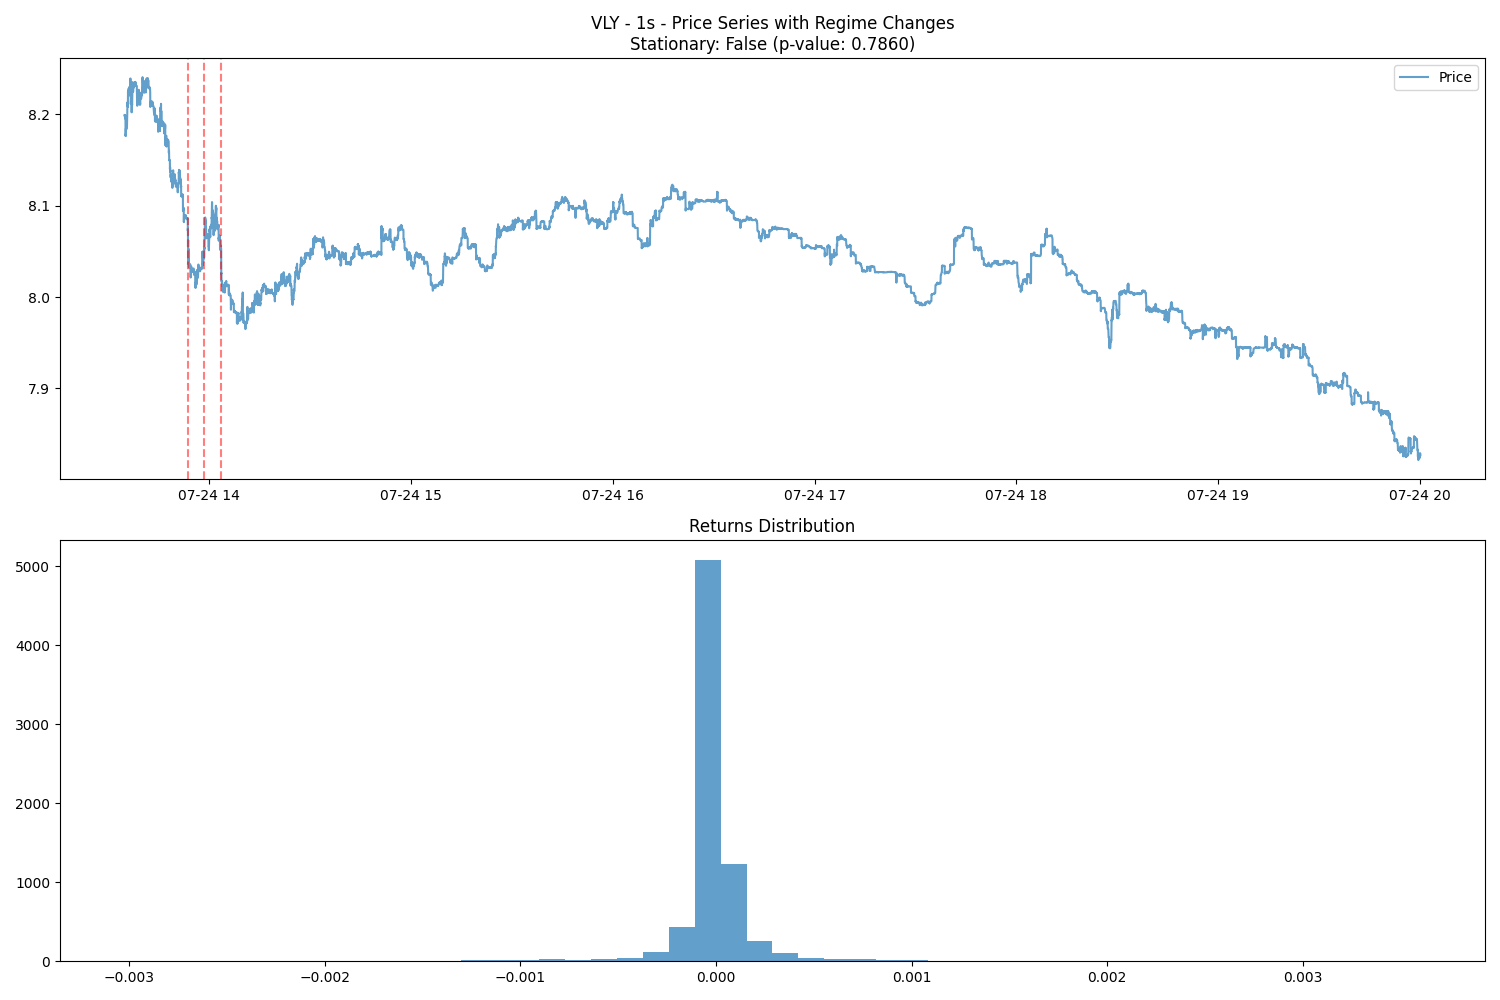 VLY - 1s - Price Series with Regime Changes
Stationary: False (p-value: 0.7860)
Price
8.2
8.1
8.0
7.9
07-24 14 07-24 15 07-24 16 07-24 17 07-24 18 07-24 19 07-24 20
Returns Distribution
5000
4000
3000
2000
1000
0
−0.003 −0.002 −0.001 0.000 0.001 0.002 0.003